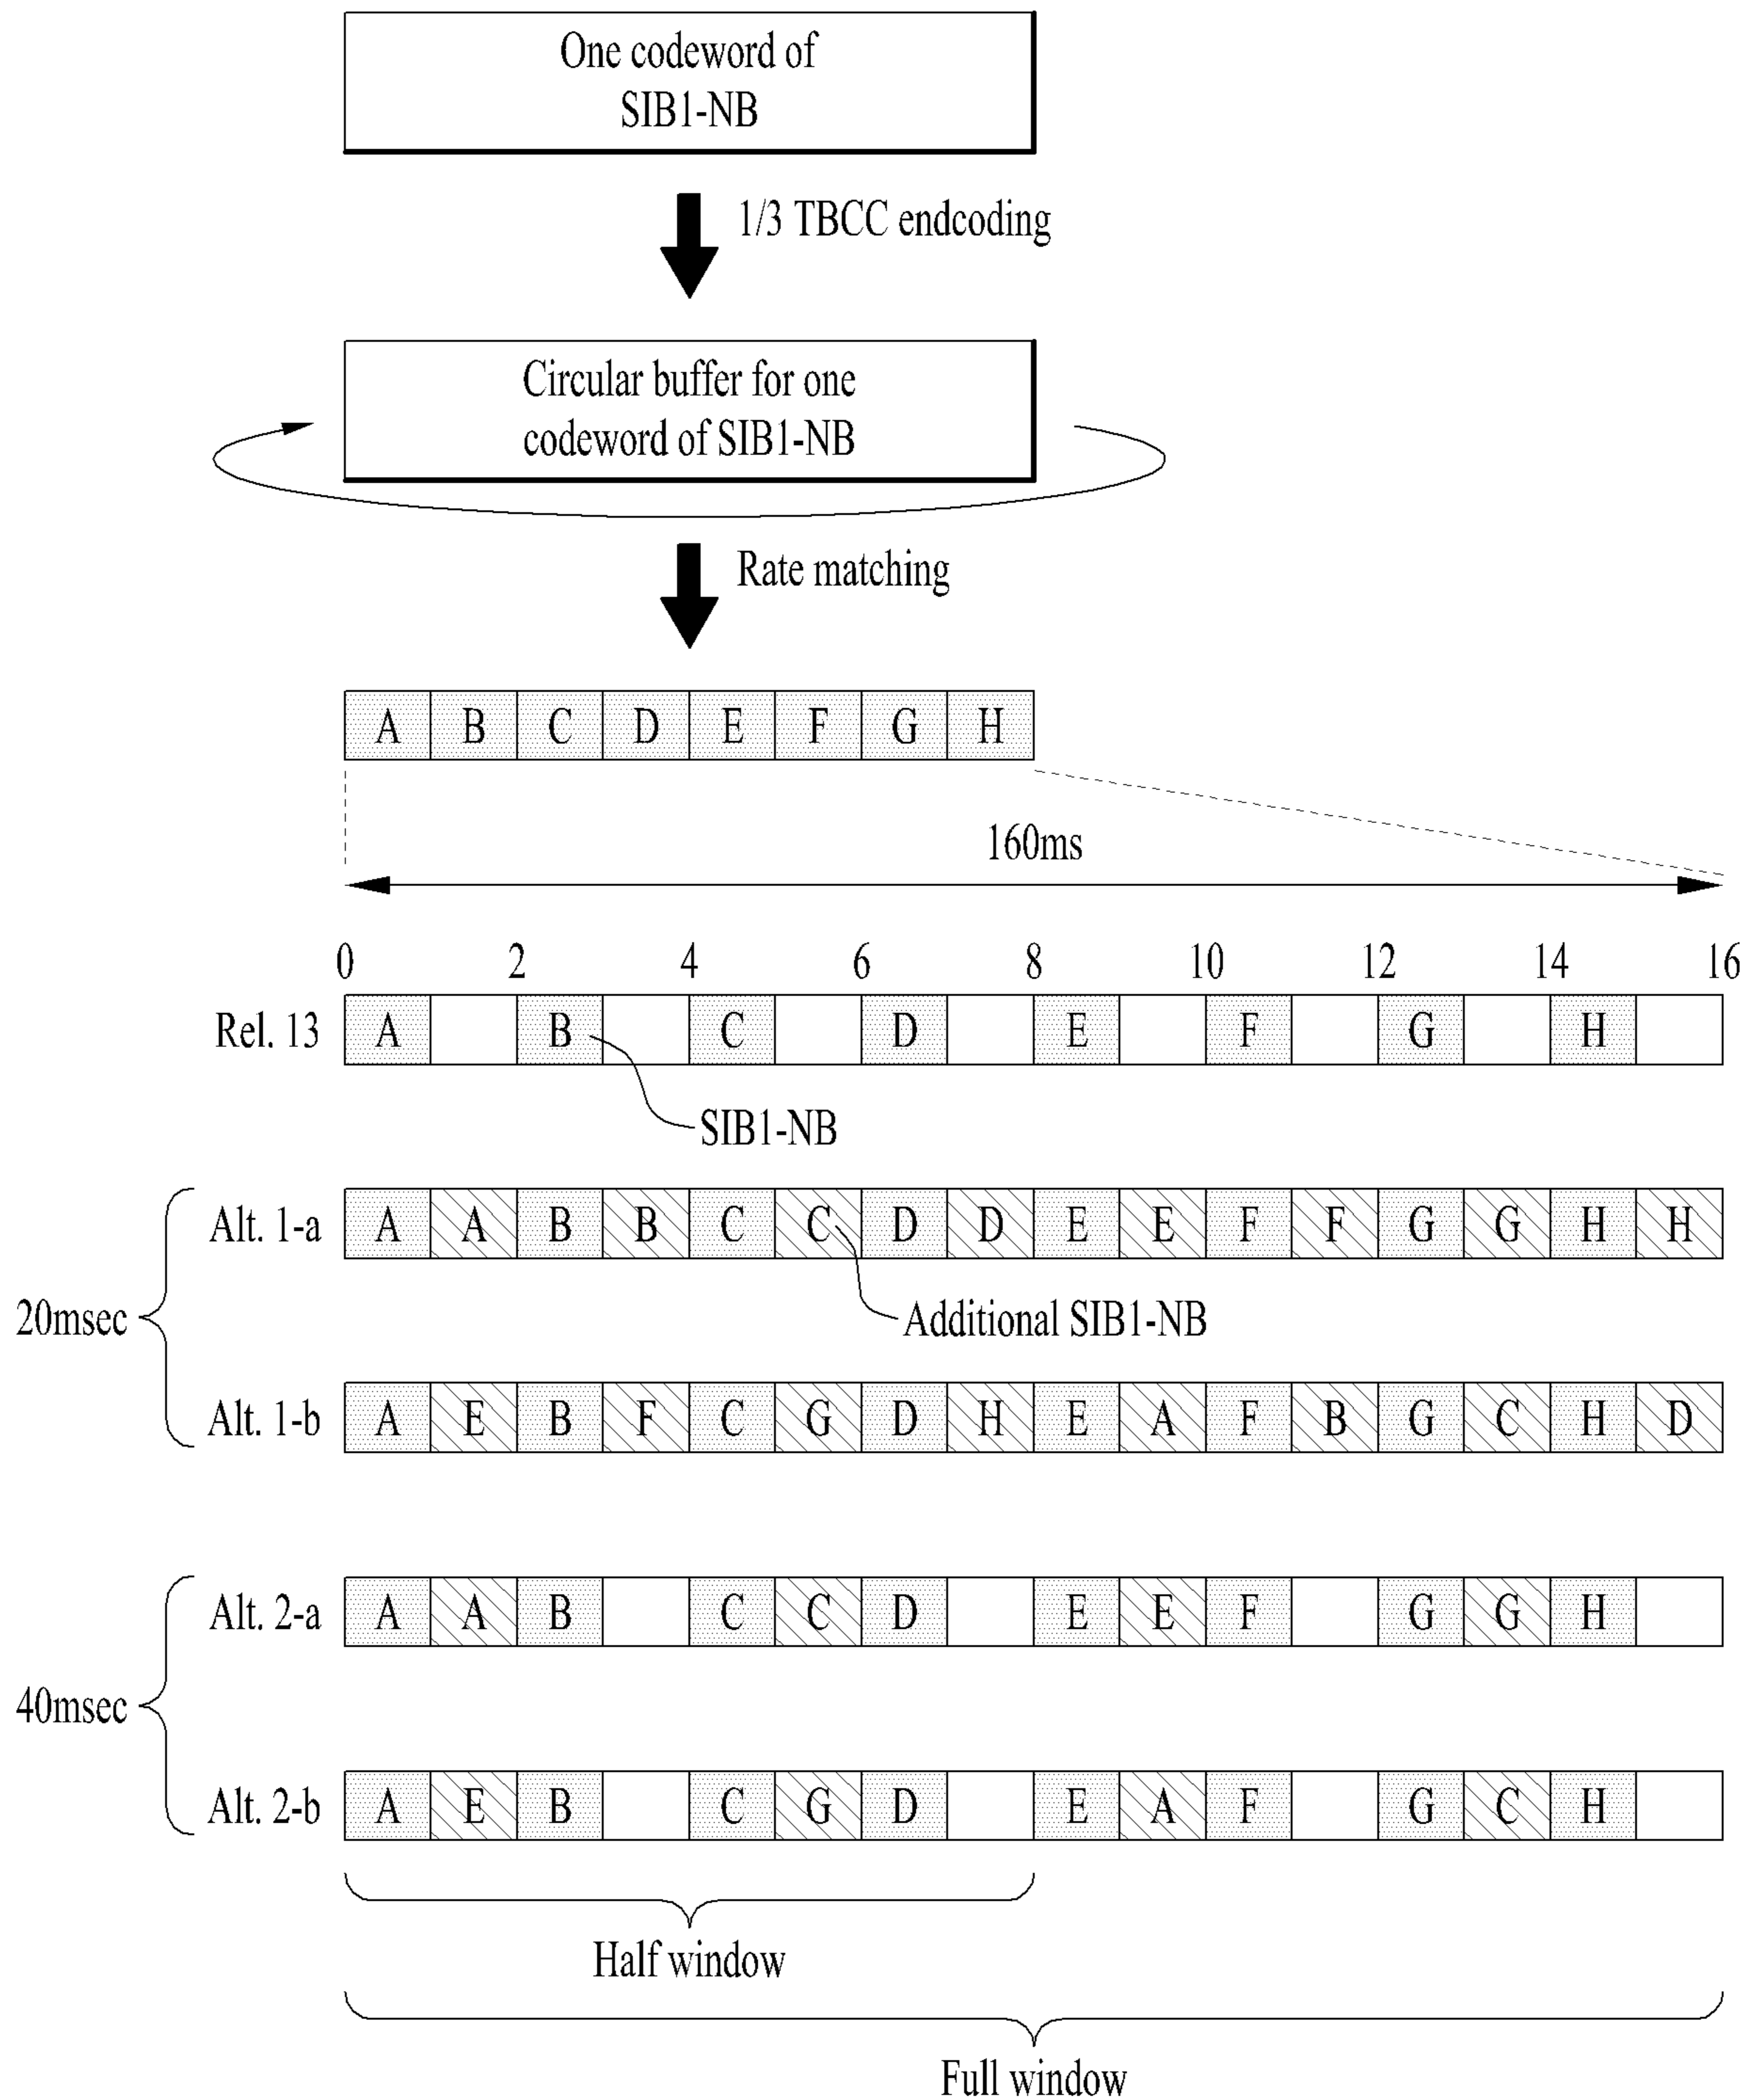 One codeword of
SIB1-NB
1/3 TBCC endcoding
Circular buffer for one
codeword of SIB1-NB
Rate matching
A B C D E F G H
160ms
0 2 4 6 8 10 12 14 16
Rel. 13 A B C D E F G H
SIB1-NB
Alt. 1-a A A B B C C D D E E F F G G H H
20msec
Additional SIB1-NB
Alt. 1-b A E B F C G D H E A F B G C H D
Alt. 2-a A A B C C D E E F G G H
40msec
Alt. 2-b A E B C G D E A F G C H
Half window
Full window